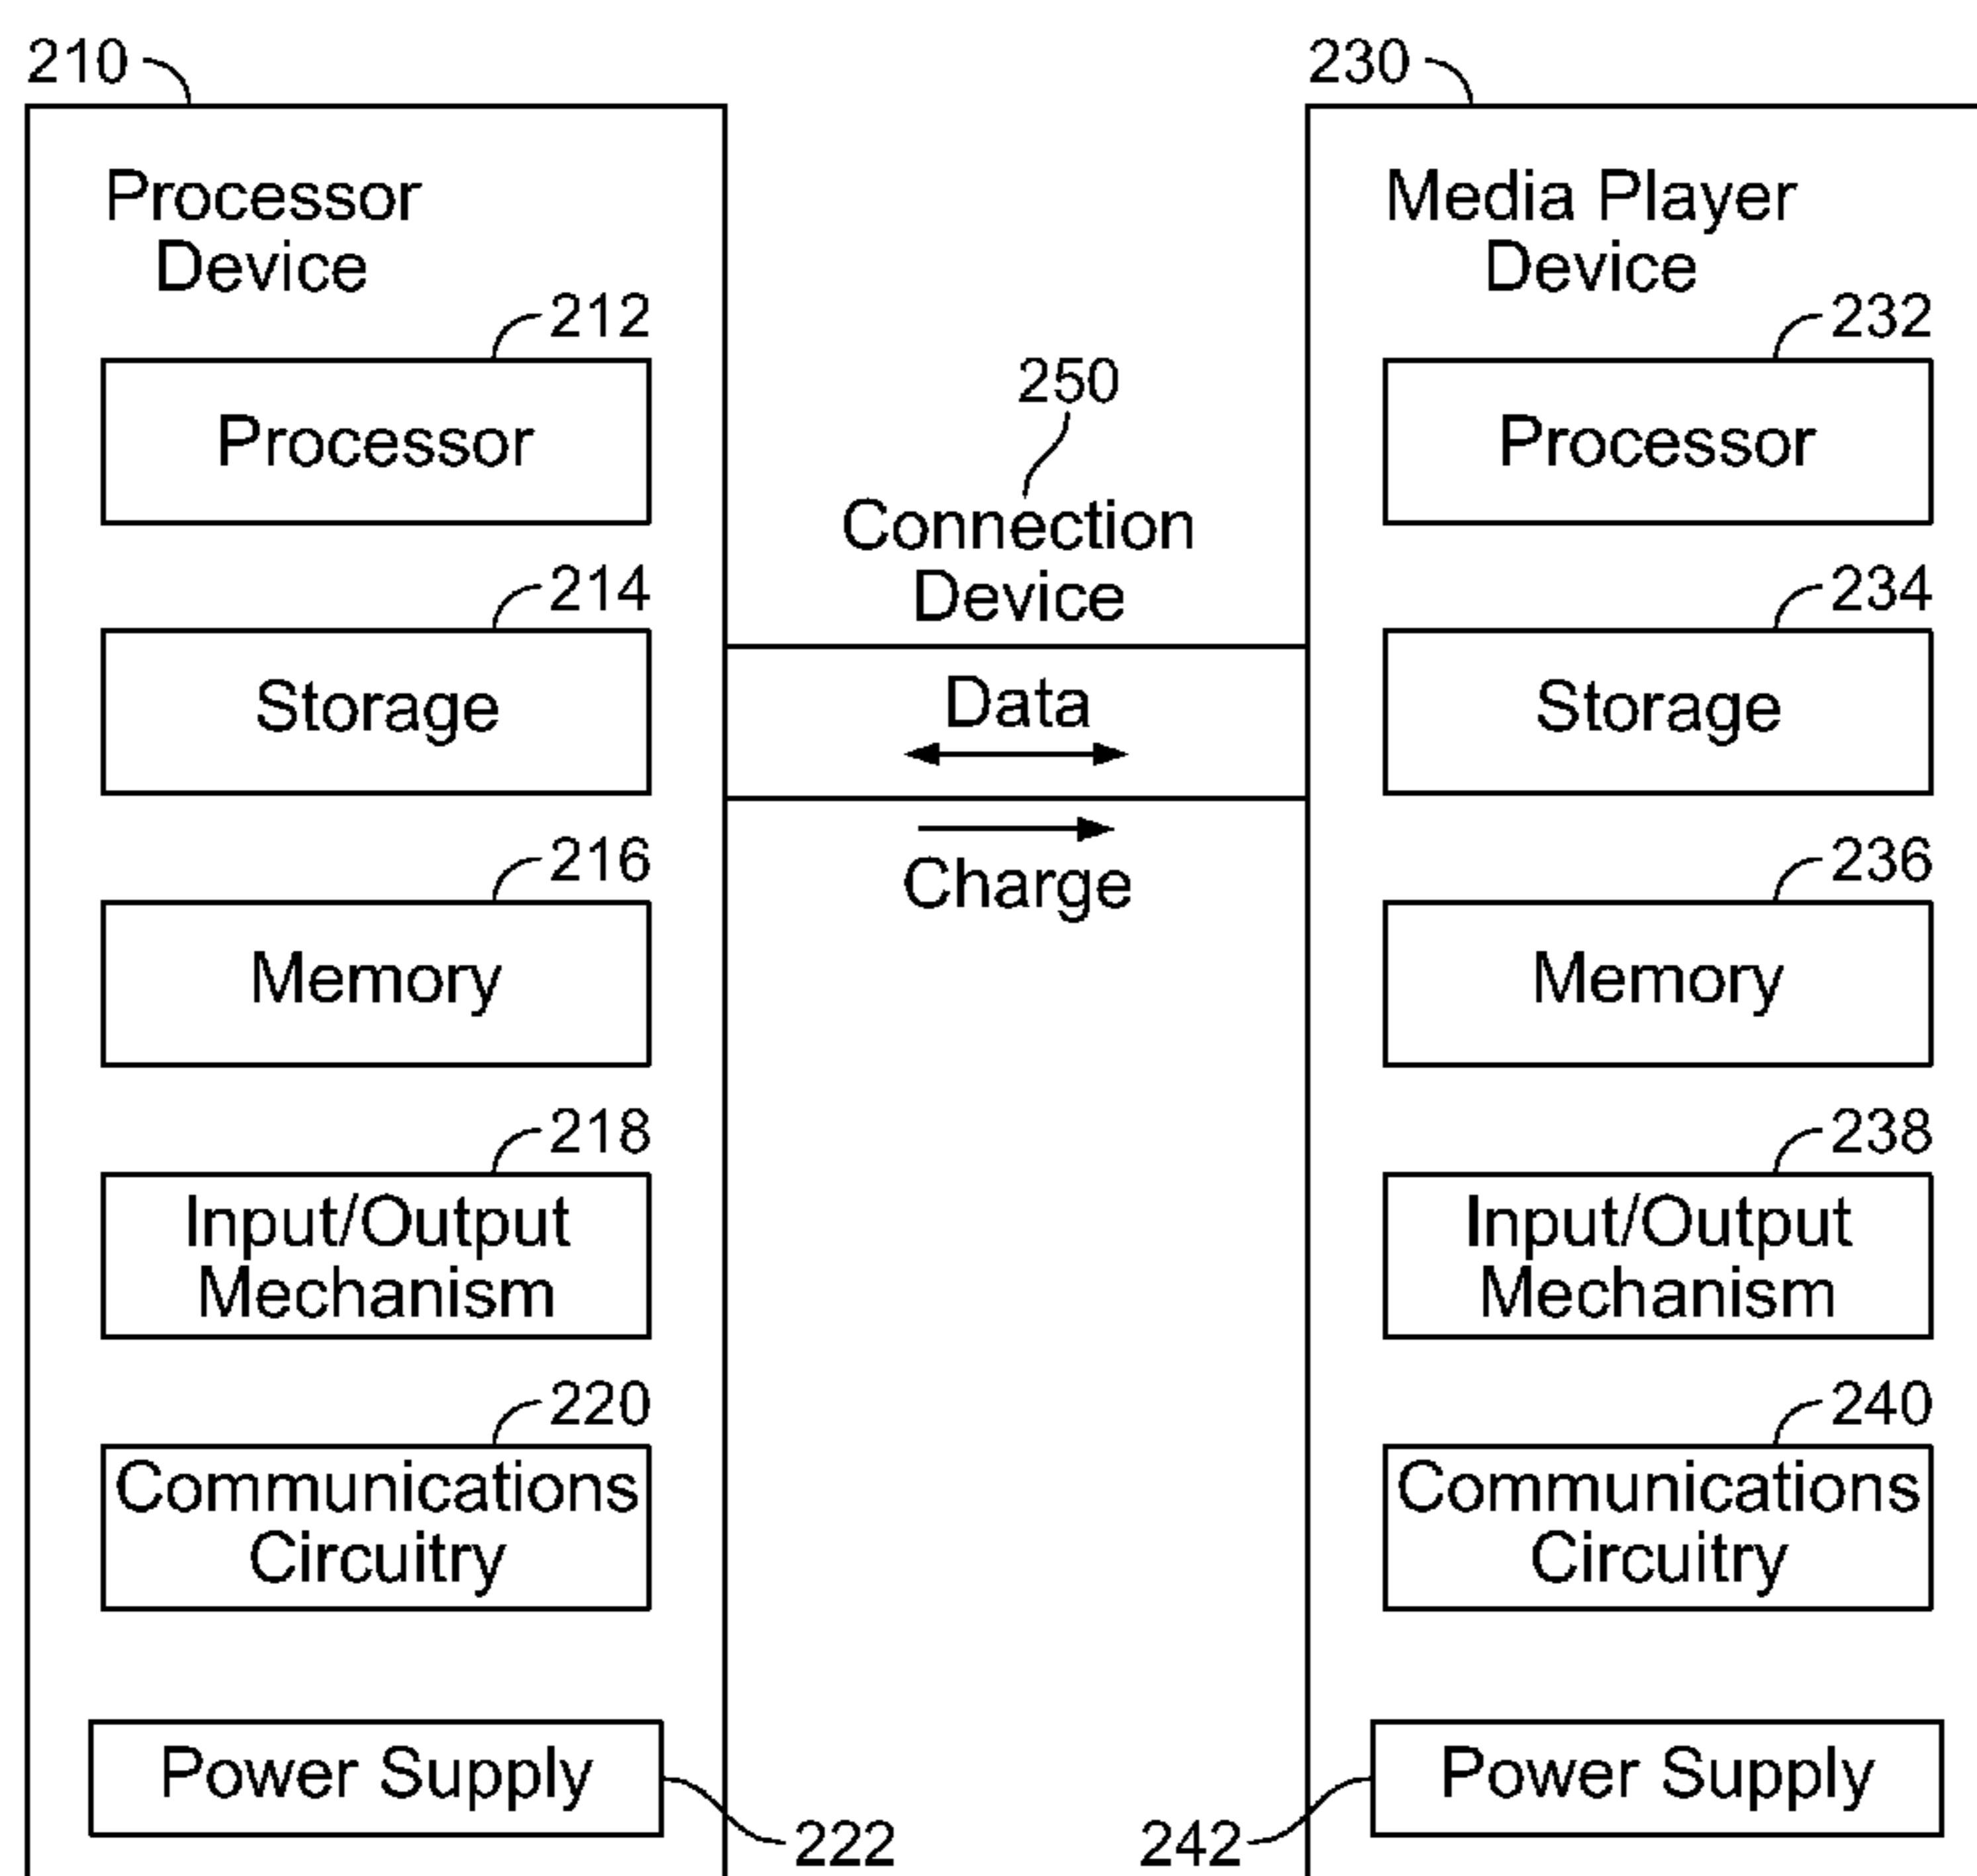 210
Processor
Device
212
Processor
214
Storage
216
Memory
218
Input/Output
Mechanism
220
Communications
Circuitry
Power Supply
222
250
Connection
Device
Data
Charge
230
Media Player
Device
232
Processor
234
Storage
236
Memory
238
Input/Output
Mechanism
240
Communications
Circuitry
Power Supply
242